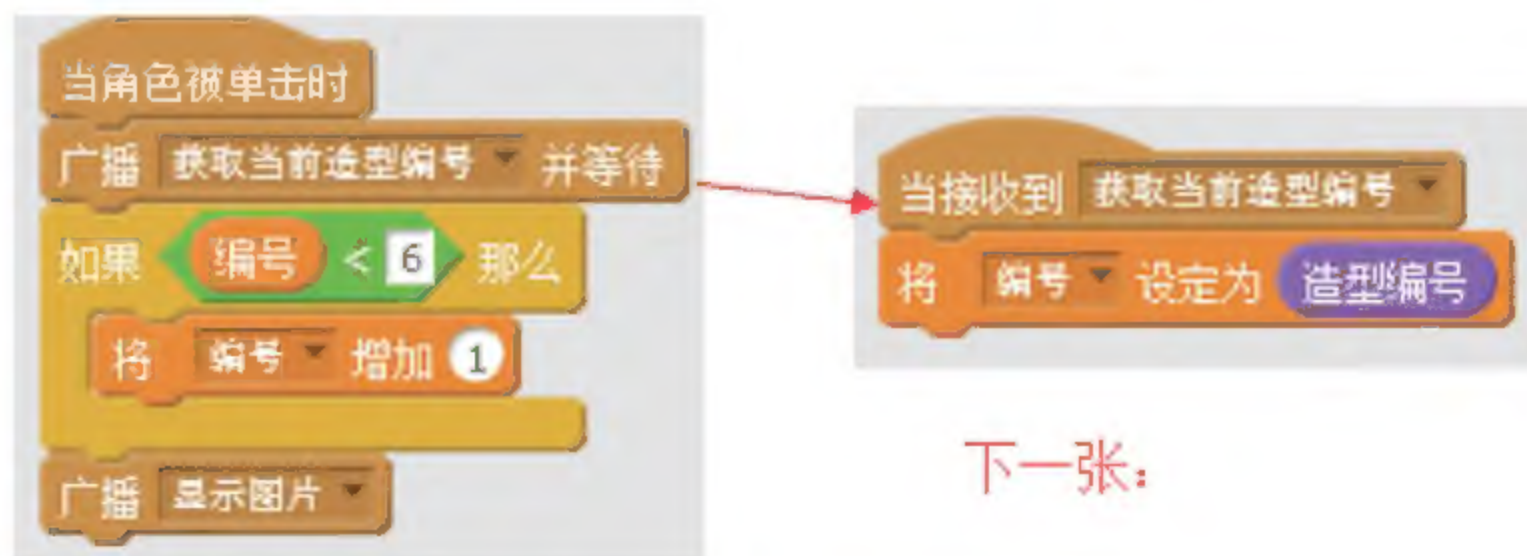 当角色被单击时
广播 获取当前造型编号 并等待
如果 编号 < 6 那么
将 编号 增加 1
广播 显示图片
当接收到 获取当前造型编号
将 编号 设定为 造型编号
下一张：